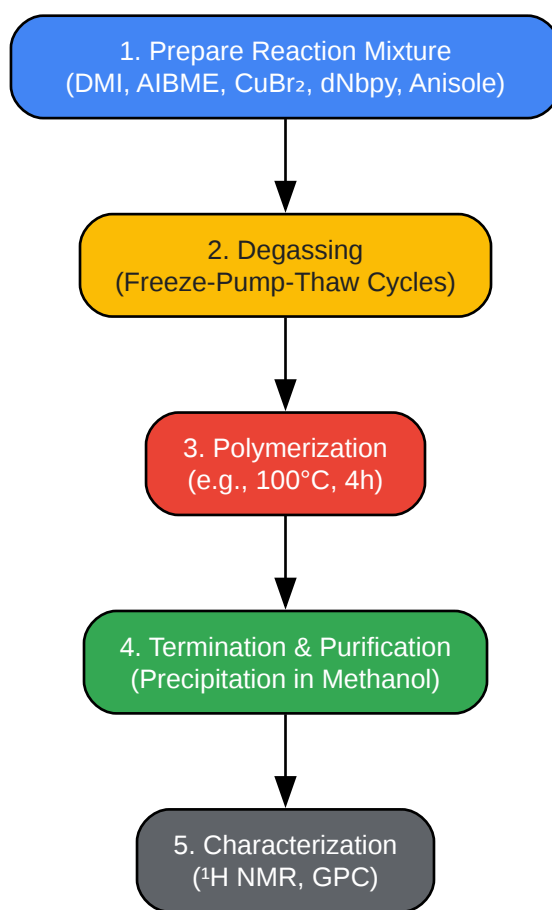 1. Prepare Reaction Mixture
(DMI, AIBME, CuBr₂, dNbpy, Anisole)
2. Degassing
(Freeze-Pump-Thaw Cycles)
3. Polymerization
(e.g., 100°C, 4h)
4. Termination & Purification
(Precipitation in Methanol)
5. Characterization
(¹H NMR, GPC)